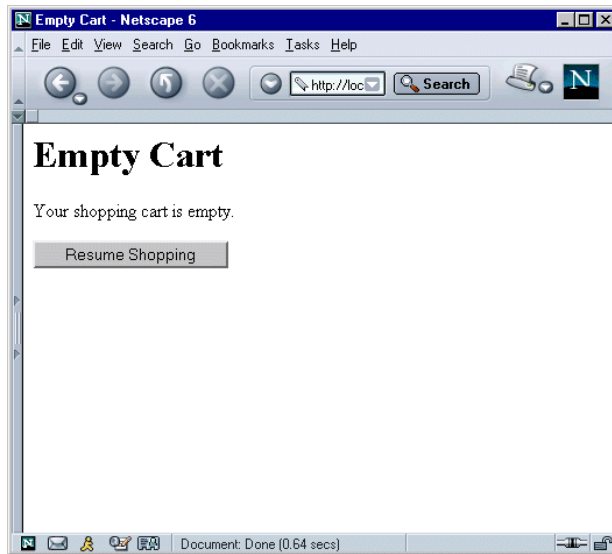 N Empty Cart - Netscape 6
File Edit View Search Go Bookmarks Tasks Help
http://loc Search N
Empty Cart
Your shopping cart is empty.
Resume Shopping
N Document: Done (0.64 secs)